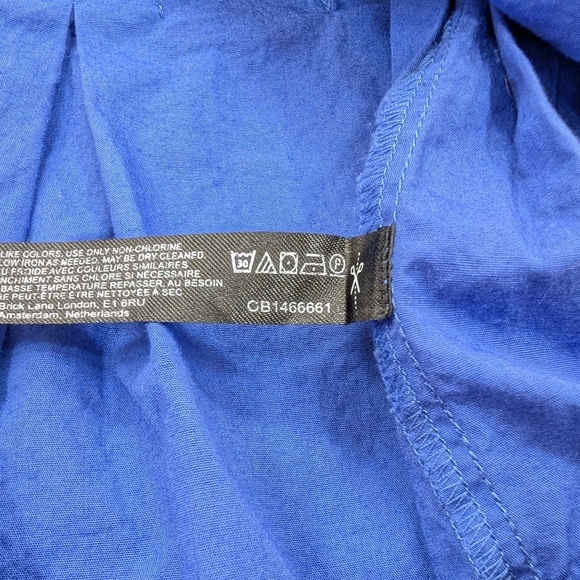 LIKE COLORS, USE ONLY NON-CHLORINE
LOW IRON AS NEEDED. MAY BE DRY CLEANED.
FROIDE AVEC COULEURS SIMILAIRES
NCHIMENT SANS CHLORE SI NÉCESSAIRE
BASSE TEMPERATURE REPASSER, AU BESOIN
PEUT-ÊTRE ÊTRE NETTOYÉE A SEC
Brick Lane London, E1 6RU
Amsterdam, Netherlands
30
P
OB1466661